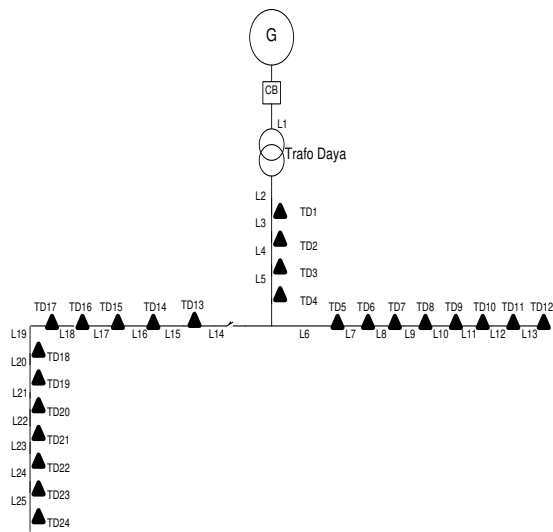 G
CB
L1
Trafo Daya
L2
TD1
L3
TD2
L4
TD3
L5
TD4
TD17 TD16 TD15 TD14 TD13 TD5 TD6 TD7 TD8 TD9 TD10 TD11 TD12
L19 L18 L17 L16 L15 L14 L6 L7 L8 L9 L10 L11 L12 L13
TD18
L20
TD19
L21
TD20
L22
TD21
L23
TD22
L24
TD23
L25
TD24